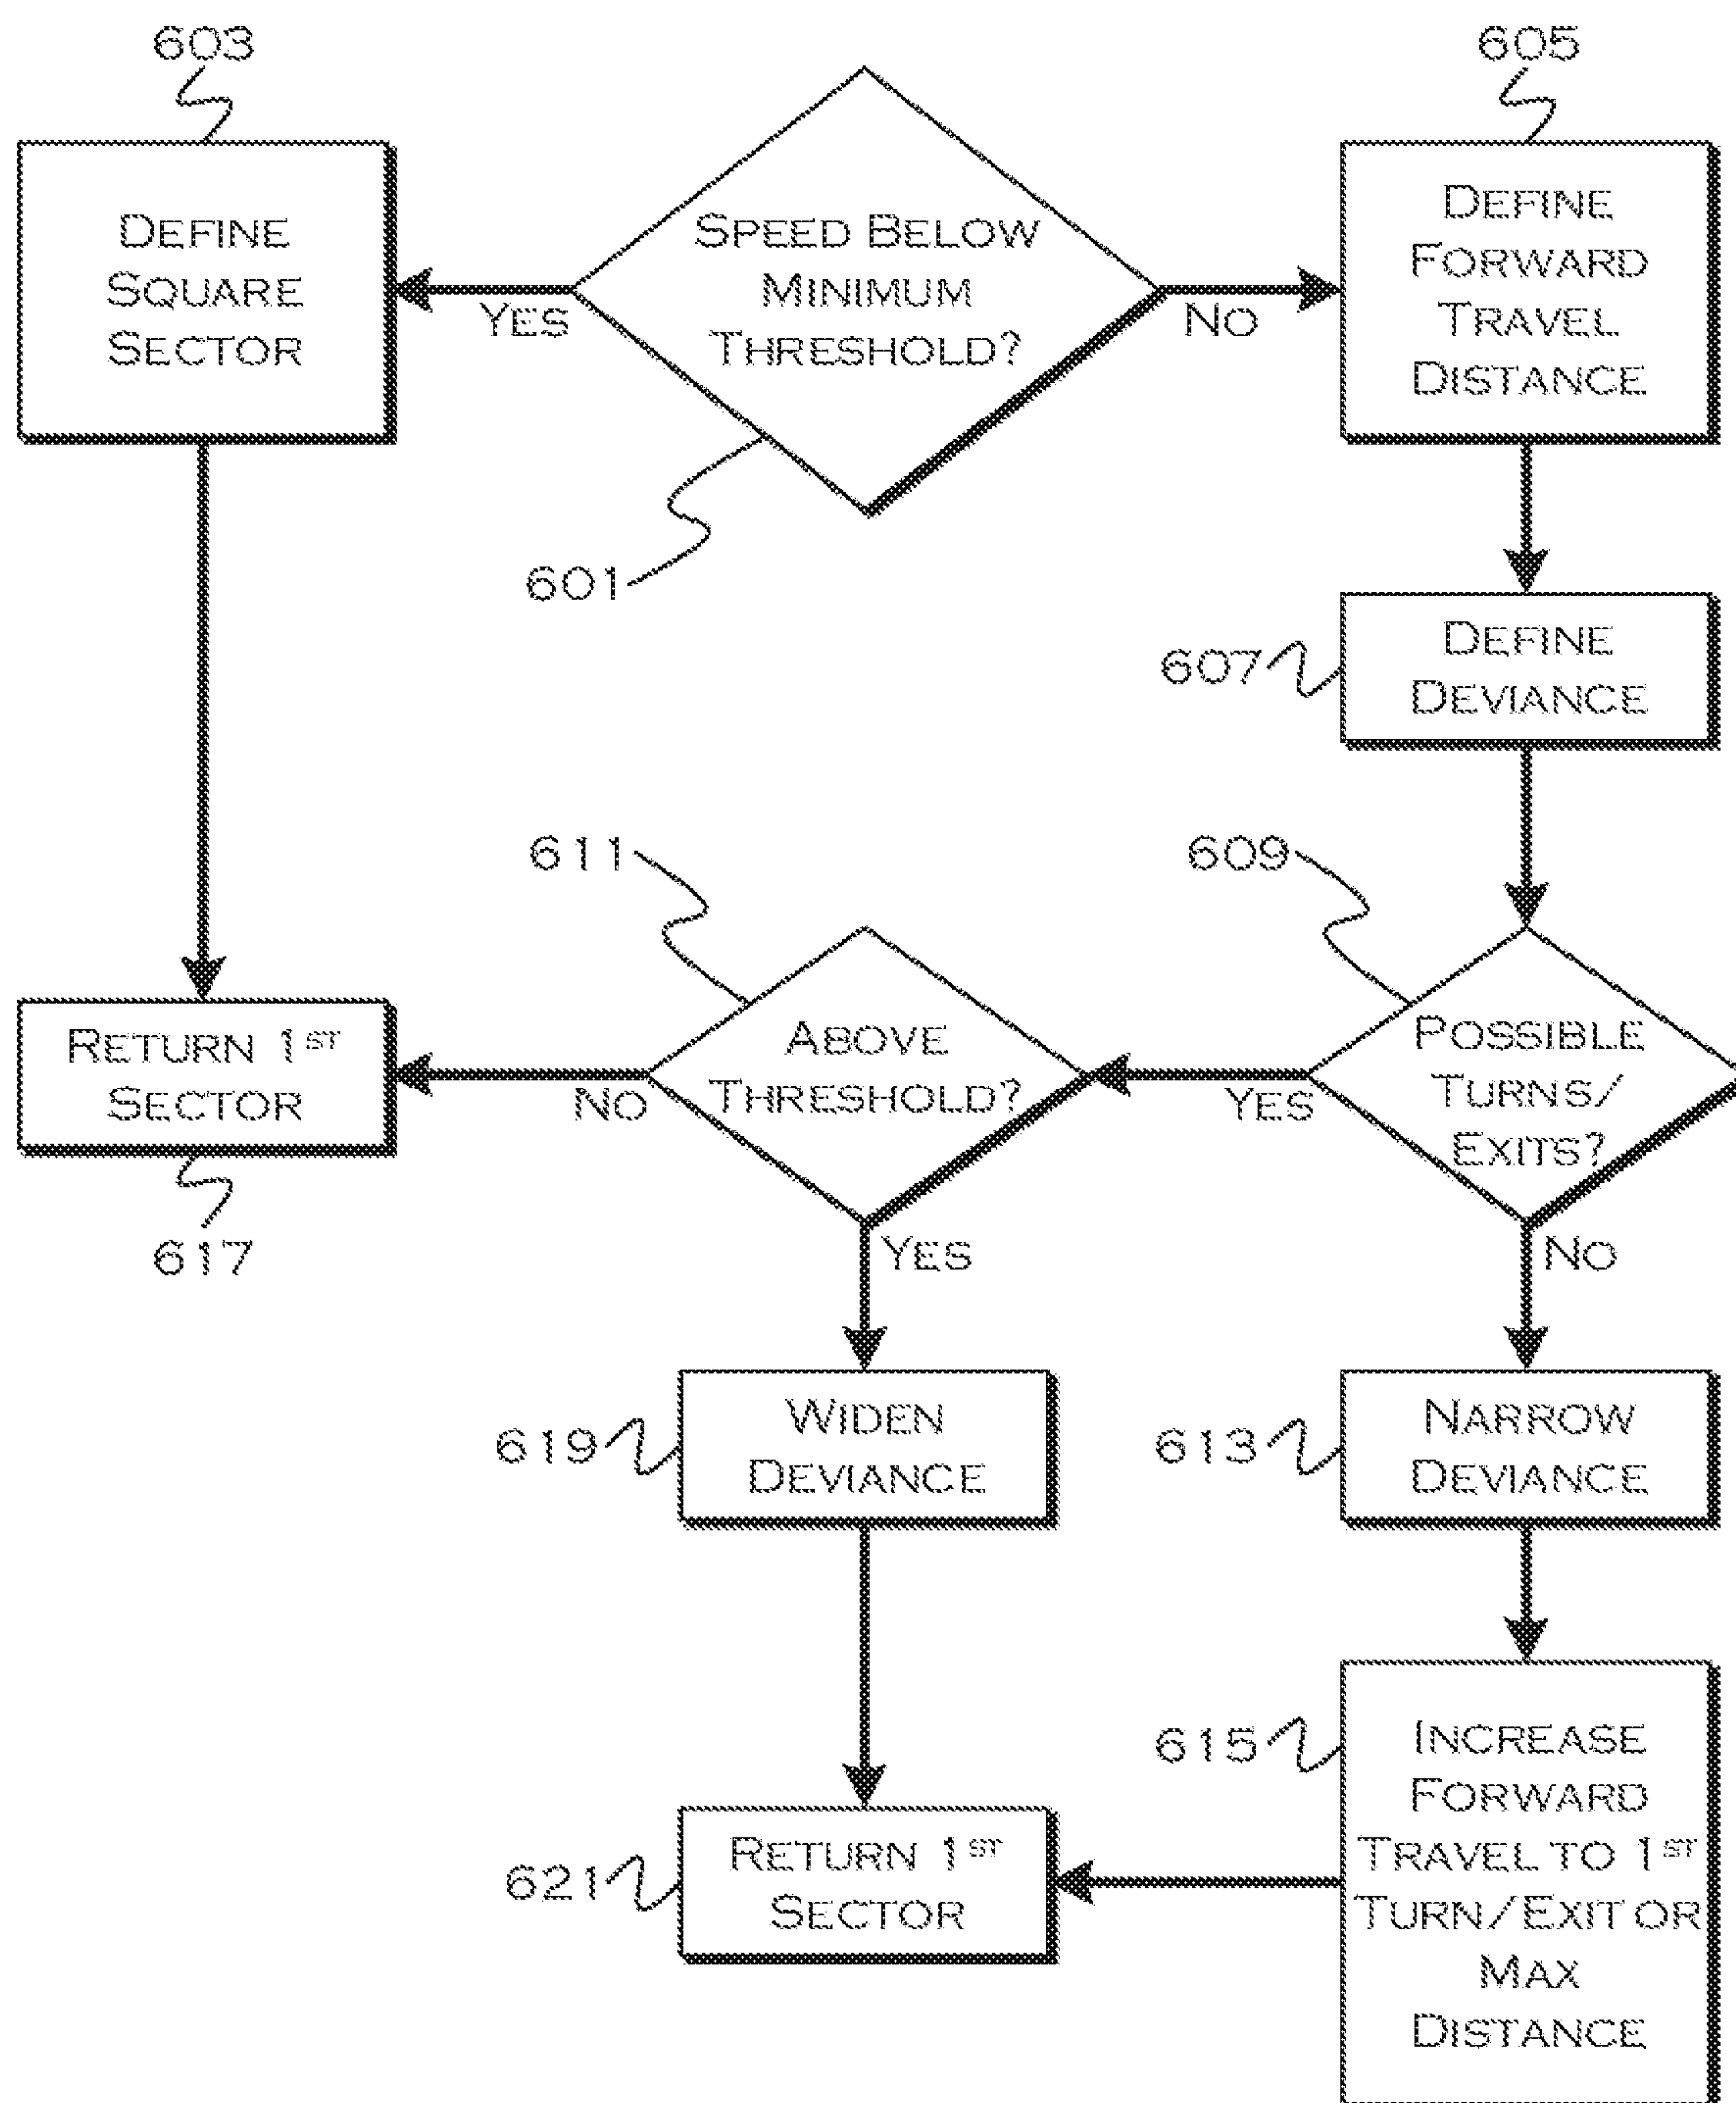 603
605
DEFINE
SQUARE
SECTOR
SPEED BELOW
MINIMUM
THRESHOLD?
DEFINE
FORWARD
TRAVEL
DISTANCE
YES
NO
601
607
DEFINE
DEVIANCE
611
609
RETURN 1ST
SECTOR
ABOVE
THRESHOLD?
POSSIBLE
TURNS/
EXITS?
NO
YES
617
YES
NO
619
WIDEN
DEVIANCE
613
NARROW
DEVIANCE
615
INCREASE
FORWARD
TRAVEL TO 1ST
TURN/EXIT OR
MAX
DISTANCE
621
RETURN 1ST
SECTOR